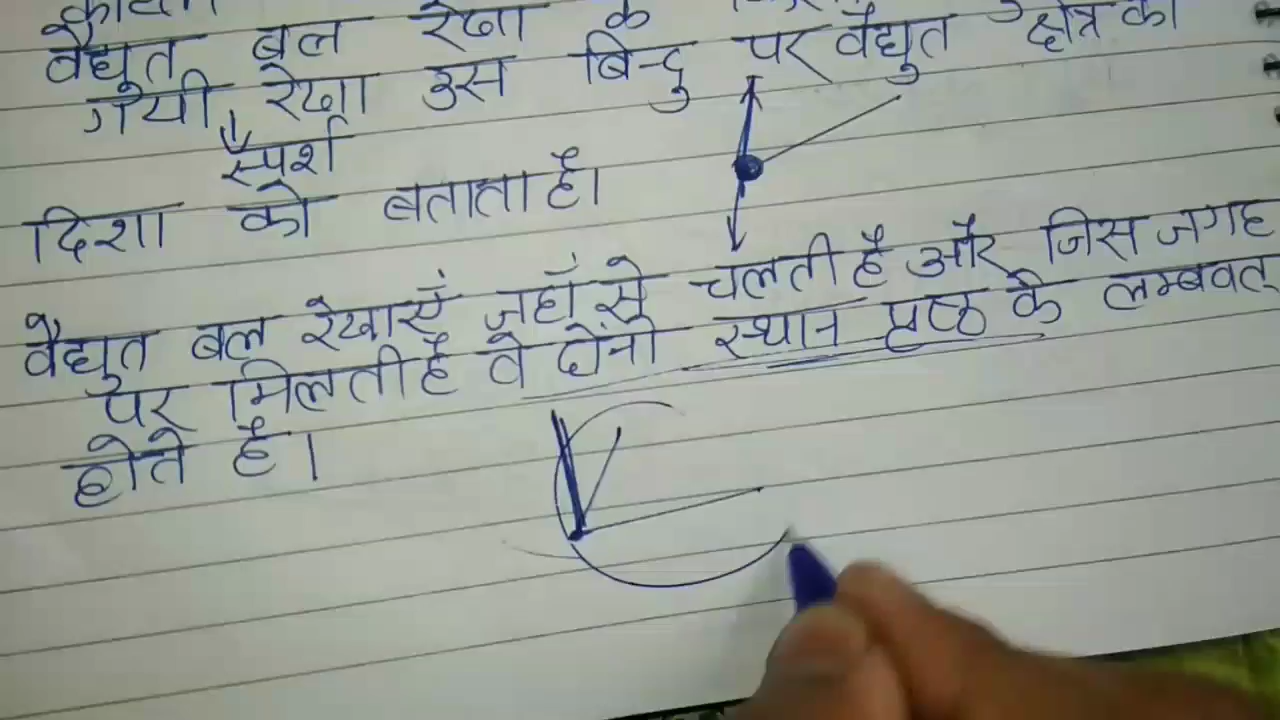 वैद्युत बल रेखा के
गयी रेखा उस बिन्दु पर वैद्युत क्षेत्र की
स्पर्श
दिशा को बताता है।
वैद्युत बल रेखाएँ जहाँ से चलती है और जिस जगह
पर मिलती है वे दोंनो स्थान पृष्ठ के लम्बवत्
होते है।